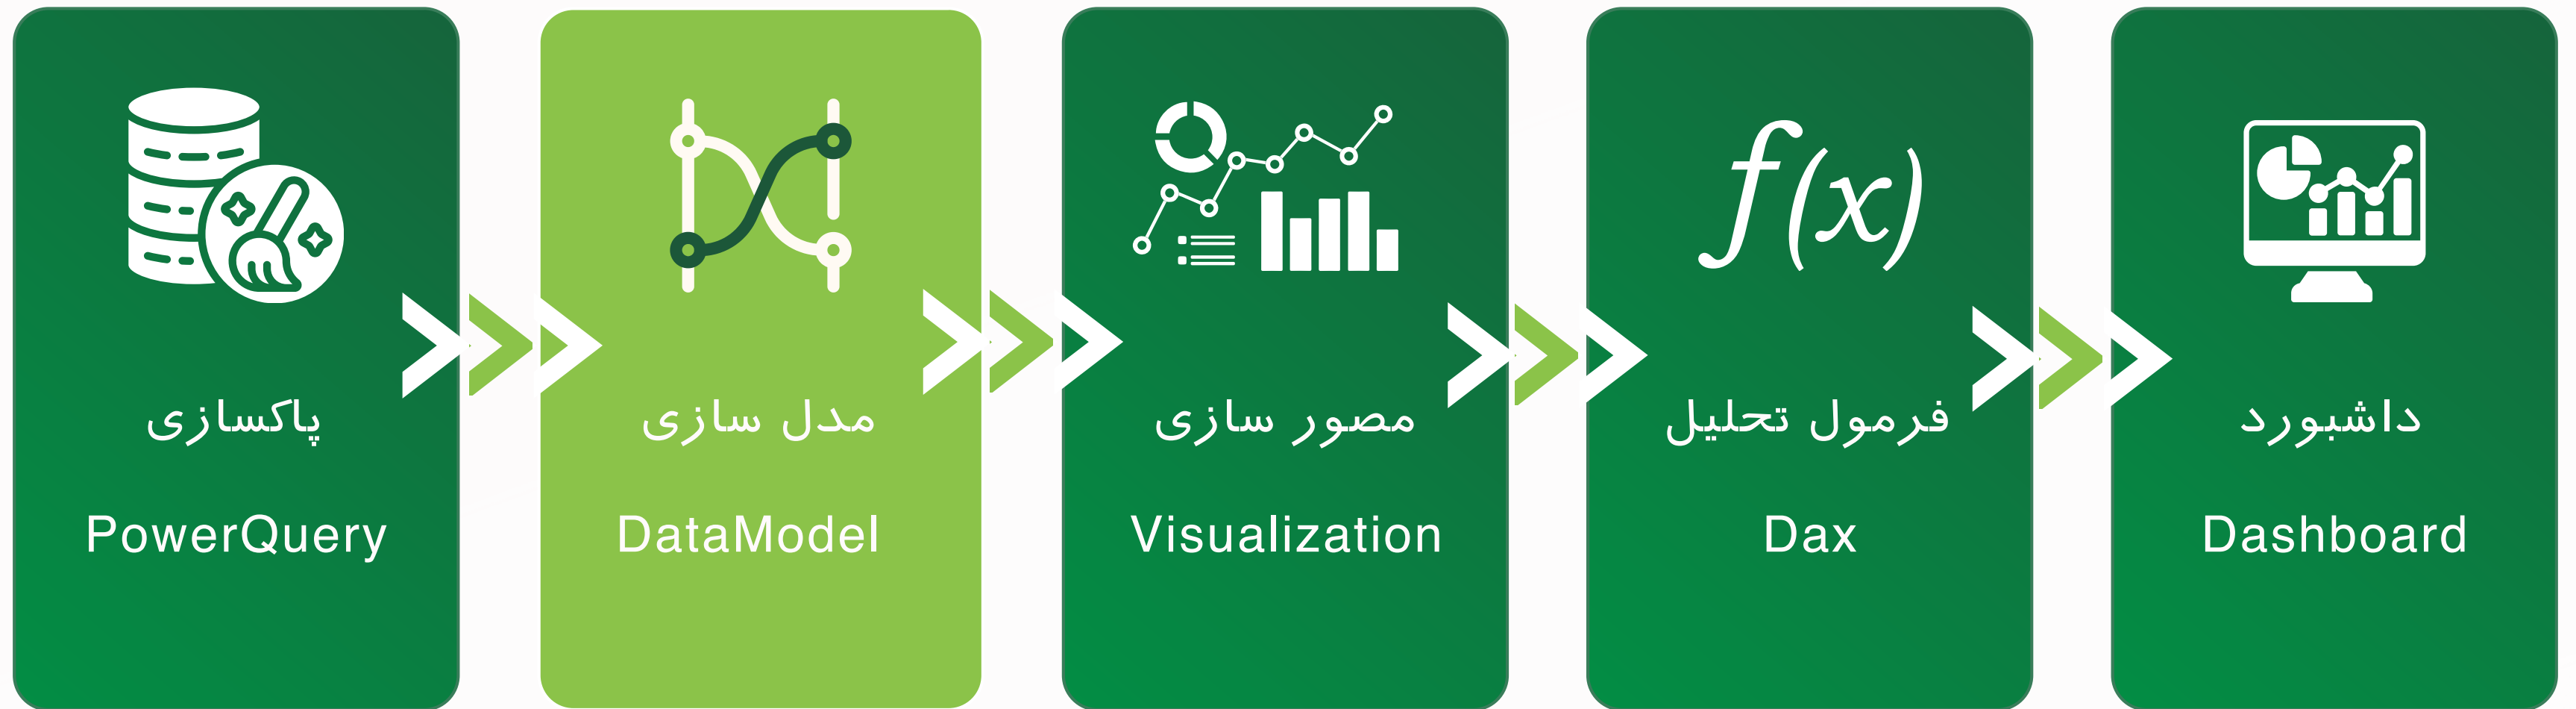 پاکسازی
PowerQuery
مدل سازی
DataModel
مصور سازی
Visualization
f(x)
فرمول تحلیل
Dax
داشبورد
Dashboard